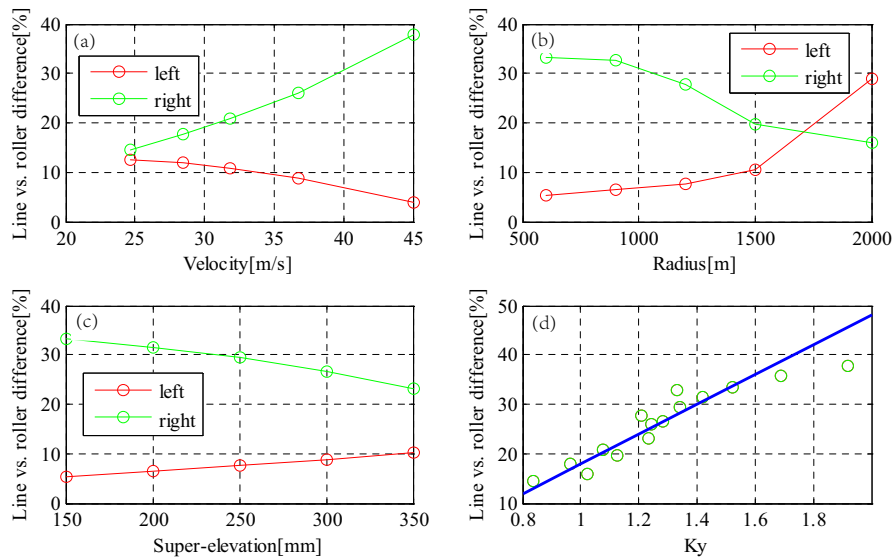 (a)
Line vs. roller difference[%]
40
30
20
10
0
left
right
20 25 30 35 40 45
Velocity[m/s]
(b)
Line vs. roller difference[%]
40
30
20
10
0
left
right
500 1000 1500 2000
Radius[m]
(c)
Line vs. roller difference[%]
40
30
20
10
0
left
right
150 200 250 300 350
Super-elevation[mm]
(d)
Line vs. roller difference[%]
50
40
30
20
10
0.8 1 1.2 1.4 1.6 1.8
Ky